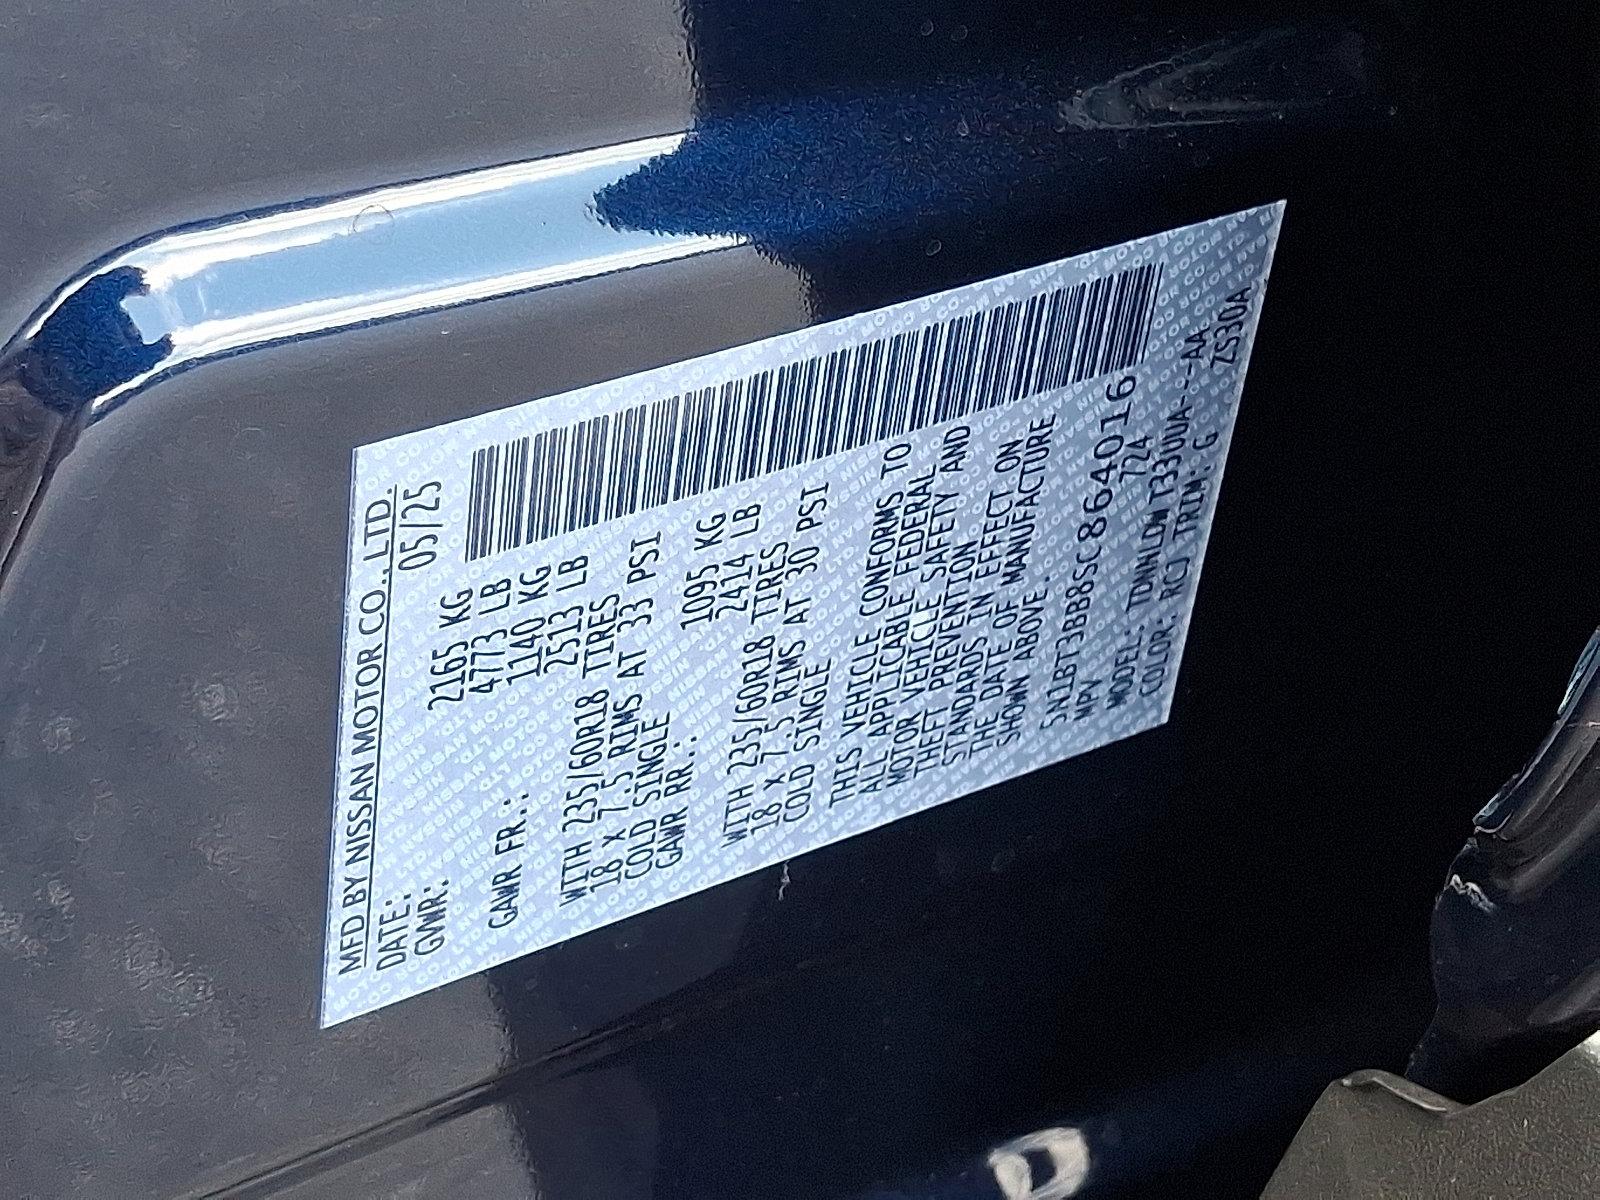 MFD BY NISSAN MOTOR CO., LTD.
DATE: 05/25
GVWR: 2165 KG
4773 LB
GAWR FR.: 1140 KG
2513 LB
WITH 235/60R18 TIRES
18 x 7.5 RIMS AT 33 PSI
COLD SINGLE
GAWR RR.: 1095 KG
2414 LB
WITH 235/60R18 TIRES
18 x 7.5 RIMS AT 30 PSI
COLD SINGLE
THIS VEHICLE CONFORMS TO
ALL APPLICABLE FEDERAL
MOTOR VEHICLE SAFETY AND
THEFT PREVENTION
STANDARDS IN EFFECT ON
THE DATE OF MANUFACTURE
SHOWN ABOVE.
5N1BT3BB8SC864016
MPV 724
MODEL: TDNHLDW T33UUA---AA
COLOR: RCJ TRIM: G ZS30A